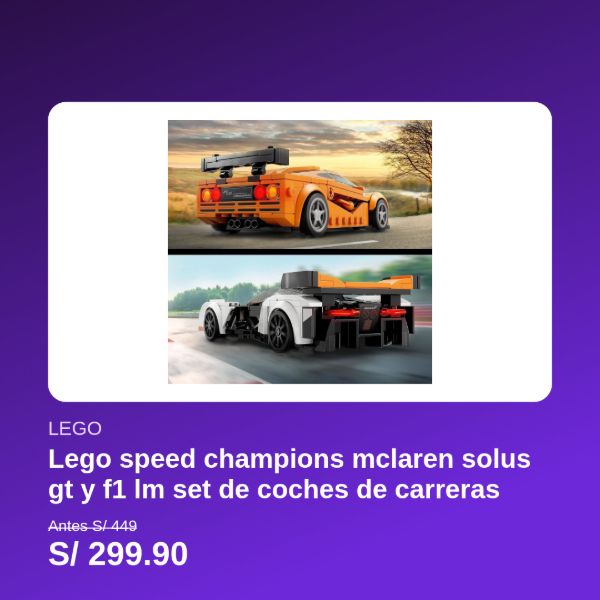 LEGO
Lego speed champions mclaren solus
gt y f1 lm set de coches de carreras
Antes S/ 449
S/ 299.90